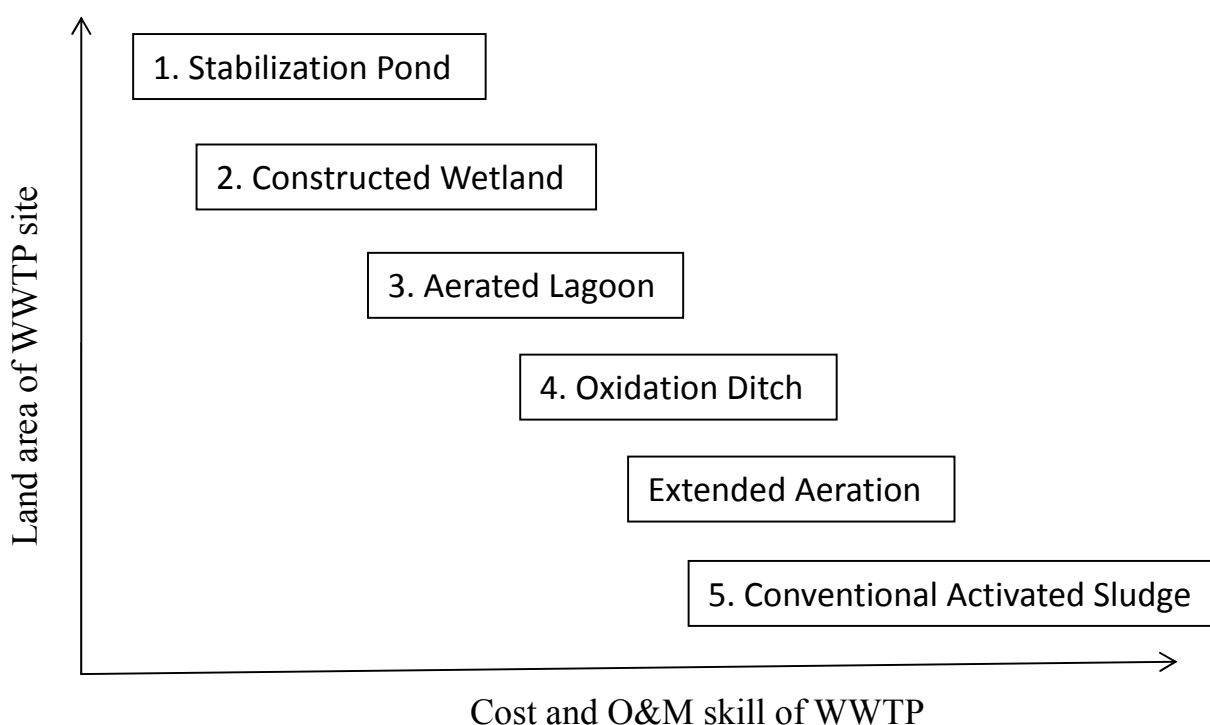 1. Stabilization Pond
2. Constructed Wetland
3. Aerated Lagoon
4. Oxidation Ditch
Extended Aeration
5. Conventional Activated Sludge
Land area of WWTP site
Cost and O&M skill of WWTP